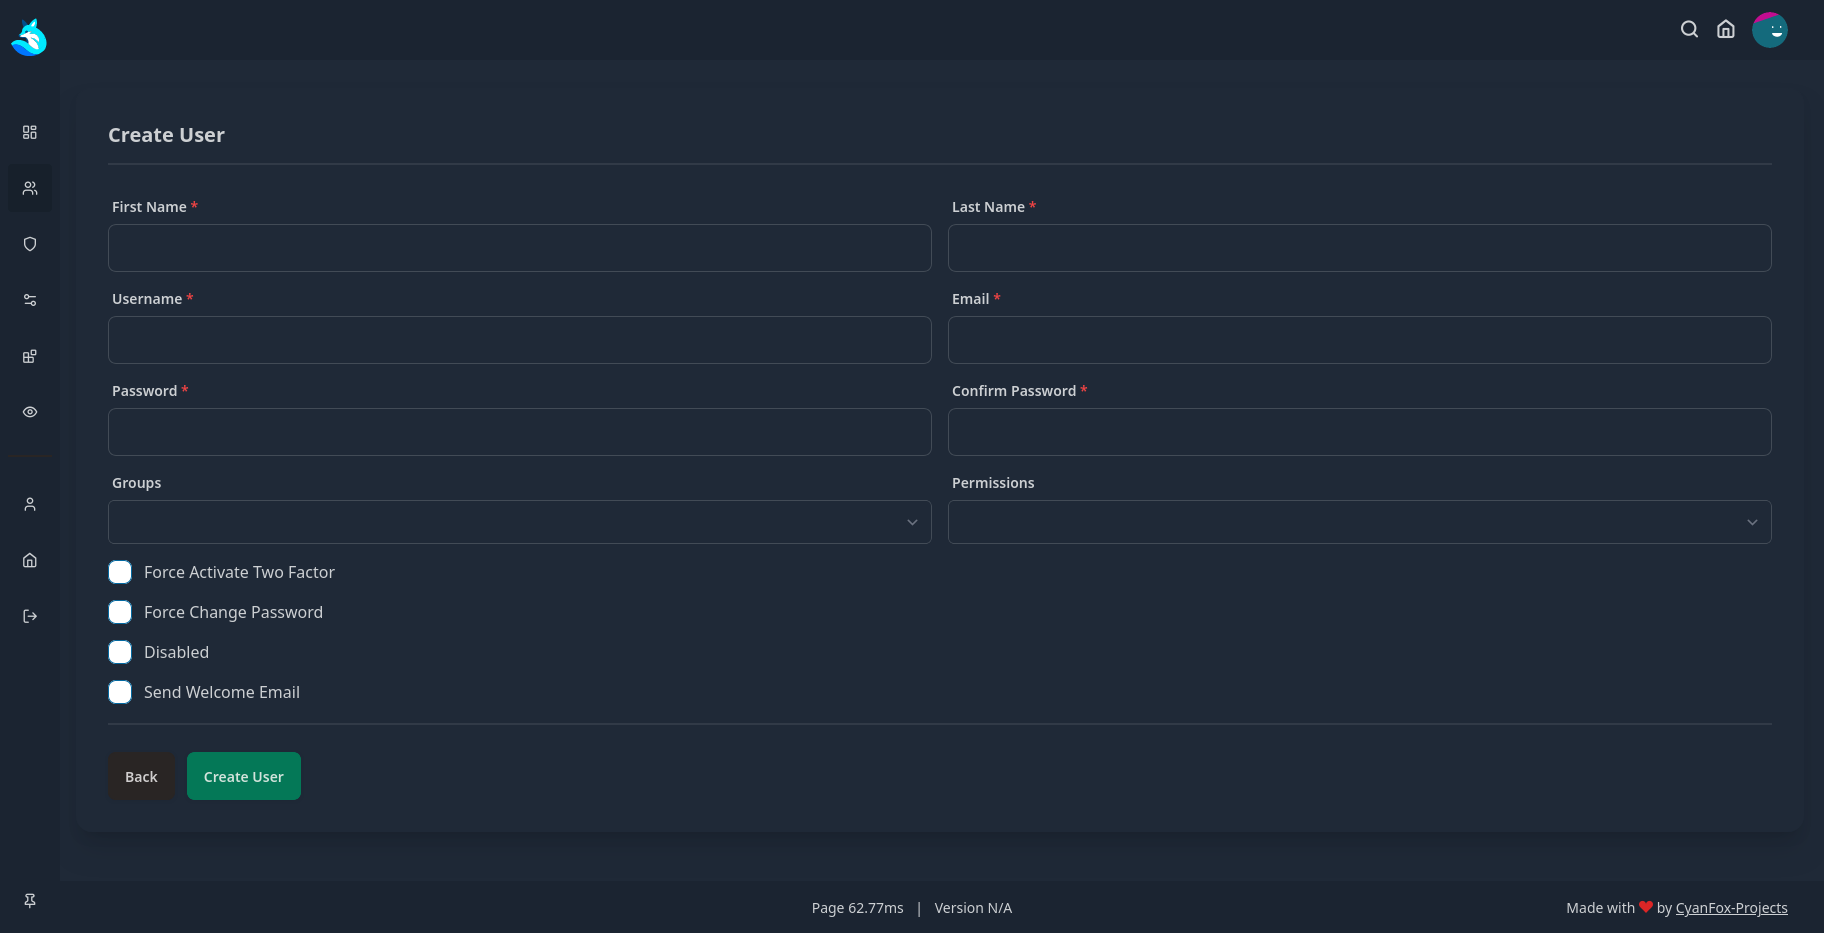 Create User
First Name *
Last Name *
Username *
Email *
Password *
Confirm Password *
Groups
Permissions
Force Activate Two Factor
Force Change Password
Disabled
Send Welcome Email
Back
Create User
Page 62.77ms | Version N/A
Made with ❤ by CyanFox-Projects